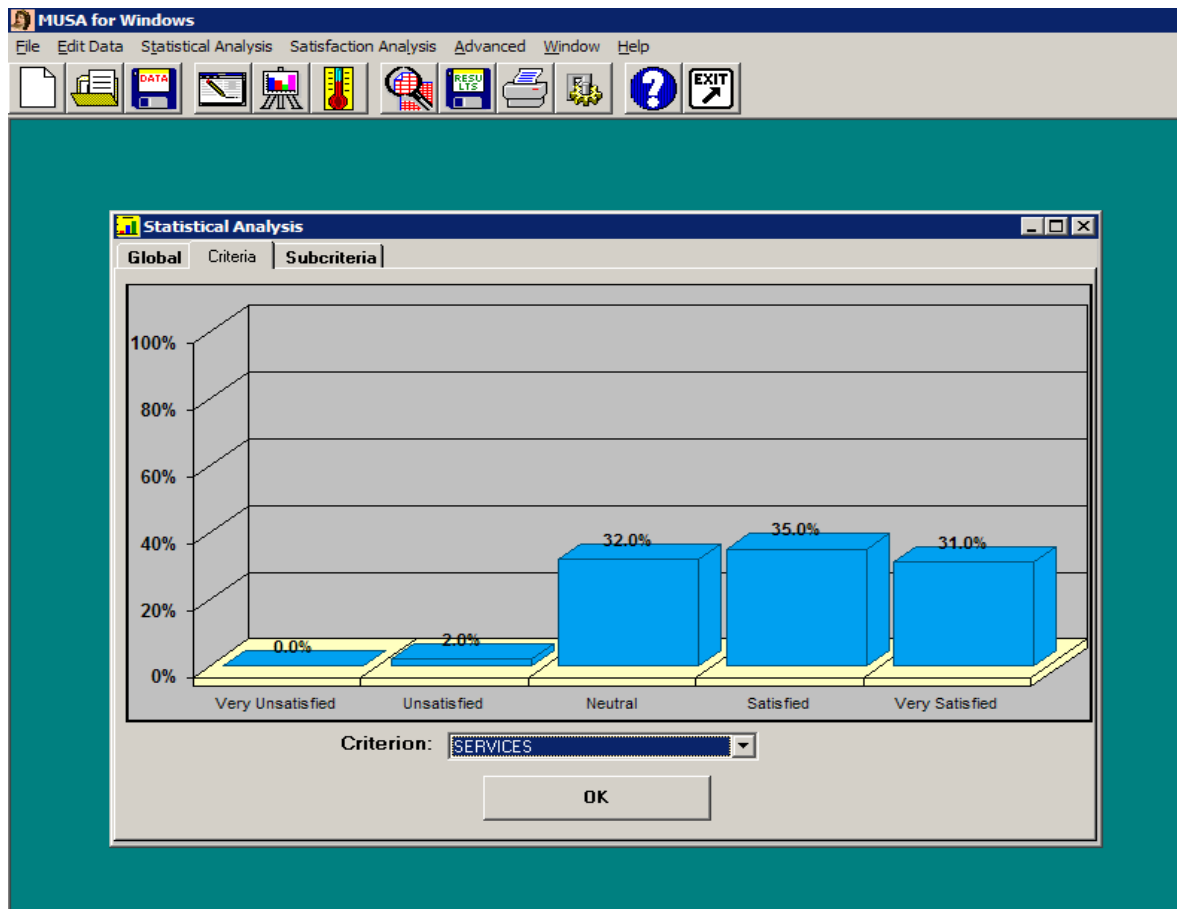 MUSA for Windows
File Edit Data Statistical Analysis Satisfaction Analysis Advanced Window Help
DATA RESU LTS EXIT
Statistical Analysis
Global Criteria Subcriteria
100%
80%
60%
40%
20%
0%
0.0% 2.0% 32.0% 35.0% 31.0%
Very Unsatisfied Unsatisfied Neutral Satisfied Very Satisfied
Criterion: SERVICES
OK